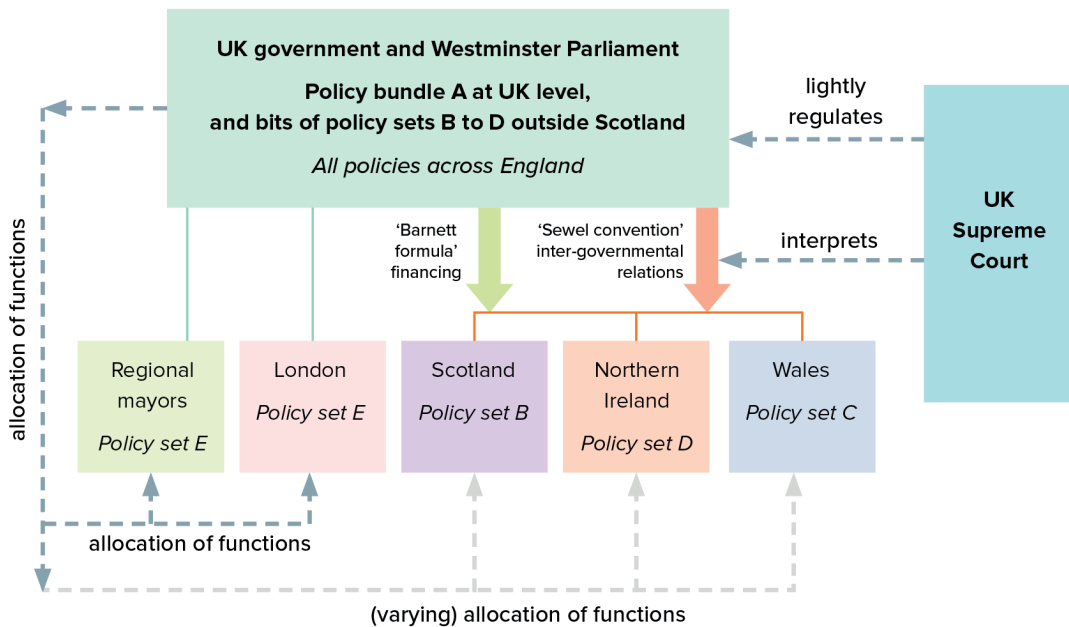 UK government and Westminster Parliament
Policy bundle A at UK level,
and bits of policy sets B to D outside Scotland
All policies across England
lightly
regulates
UK
Supreme
Court
interprets
‘Barnett
formula’
financing
‘Sewel convention’
inter-governmental
relations
allocation of functions
Regional
mayors
Policy set E
London
Policy set E
Scotland
Policy set B
Northern
Ireland
Policy set D
Wales
Policy set C
allocation of functions
(varying) allocation of functions